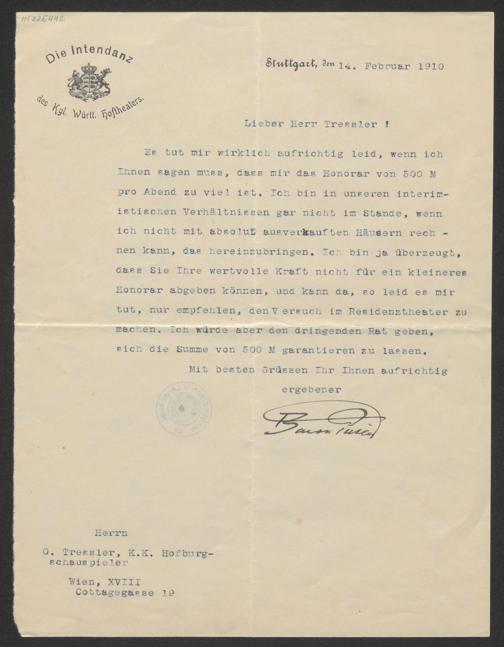 Die Intendanz
des Kgl. Württ. Hoftheaters.
Stuttgart, den 14. Februar 1910
Lieber Herr Tressler !
Es tut mir wirklich aufrichtig leid, wenn ich
Ihnen sagen muss, dass mir das Honorar von 500 M
pro Abend zu viel ist. Ich bin in unseren interim-
istischen Verhältnissen gar nicht im Stande, wenn
ich nicht mit absolut ausverkauften Häusern rech -
nen kann, das hereinzubringen. Ich bin ja überzeugt,
dass Sie Ihre wertvolle Kraft nicht für ein kleineres
Honorar abgeben können, und kann da, so leid es mir
tut, nur empfehlen, den Versuch im Residenztheater zu
machen. Ich würde aber den dringenden Rat geben,
sich die Summe von 500 M garantieren zu lassen.
Mit besten Grüssen Ihr Ihnen aufrichtig
ergebener
Baron Putlitz
Herrn
O. Tressler, K.K. Hofburg-
schauspieler
Wien, XVIII
Cottagegasse 19